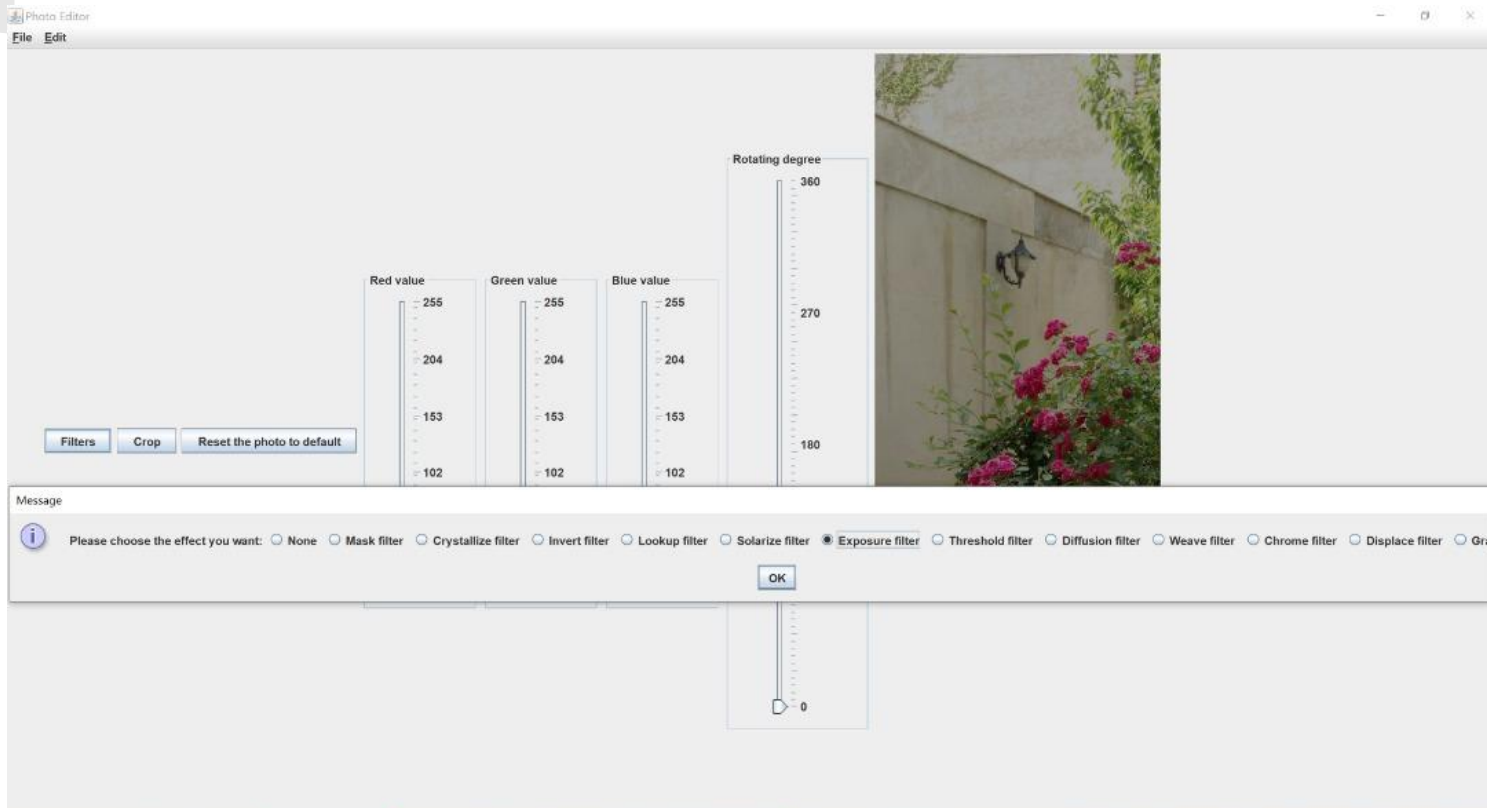 Photo Editor
File Edit
Rotating degree
360
270
180
0
Red value
255
204
153
102
Green value
255
204
153
102
Blue value
255
204
153
102
Filters Crop Reset the photo to default
Message
Please choose the effect you want: None Mask filter Crystallize filter Invert filter Lookup filter Solarize filter Exposure filter Threshold filter Diffusion filter Weave filter Chrome filter Displace filter Gra
OK